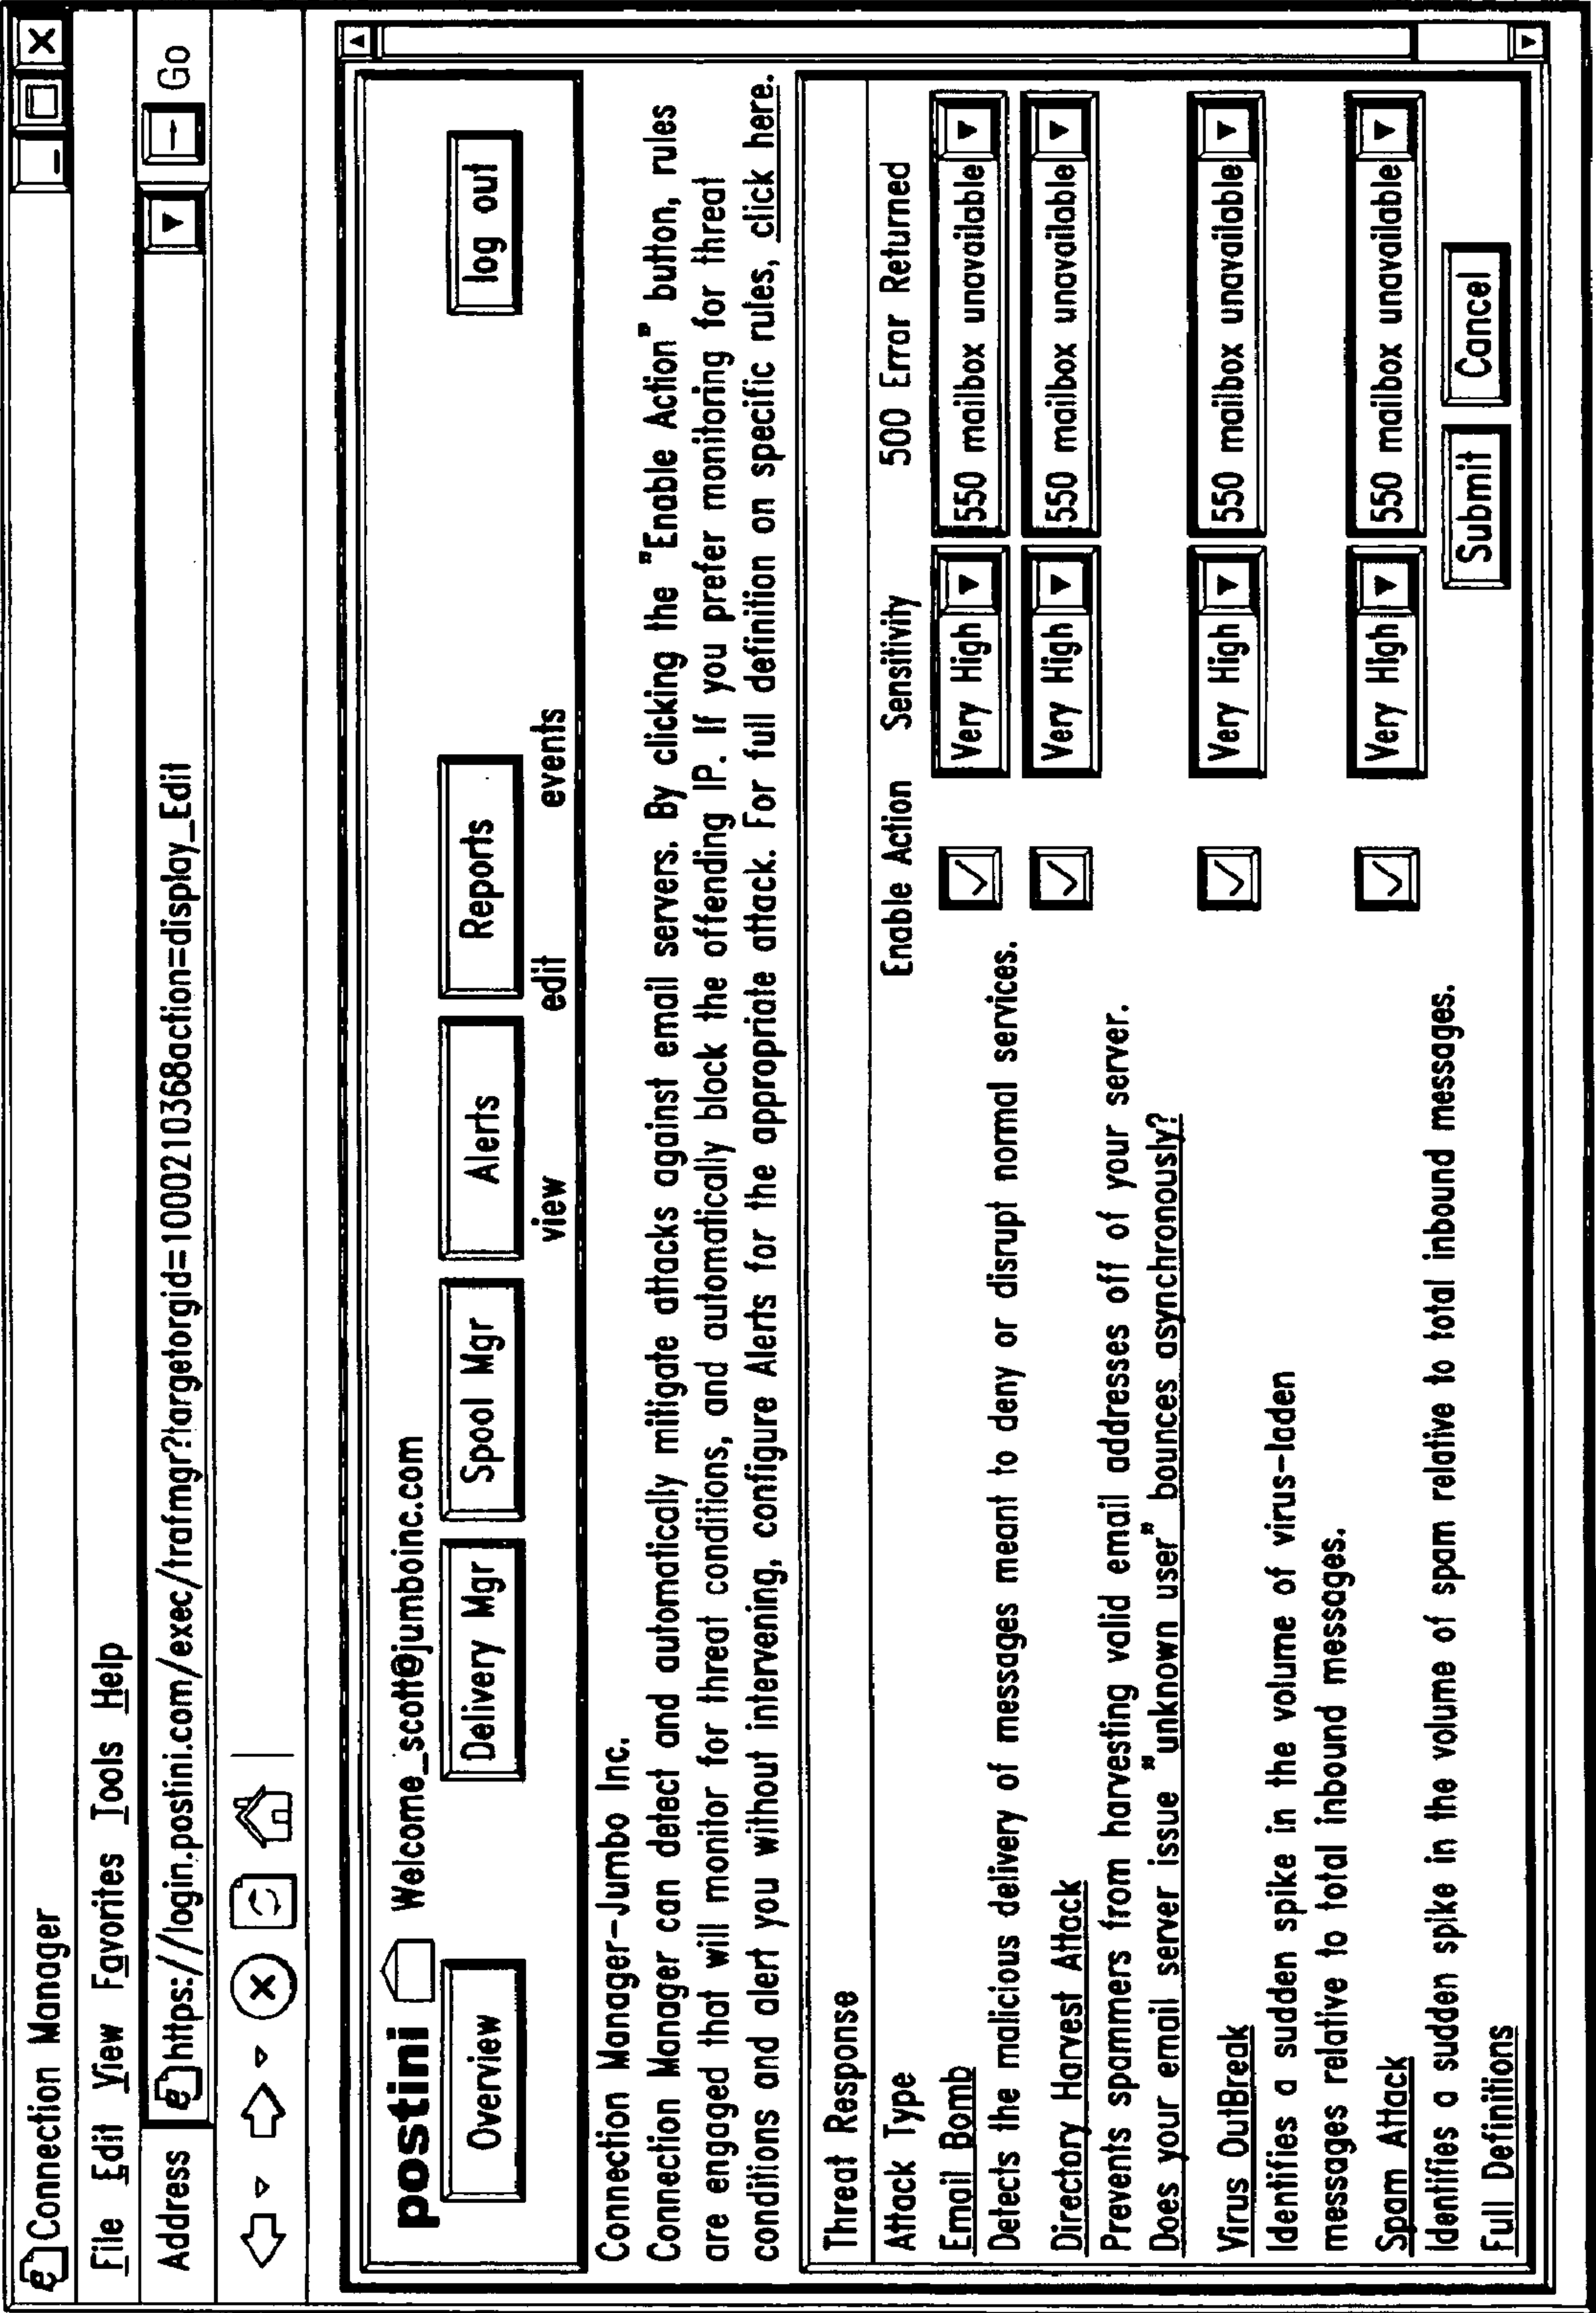 Connection Manager
File Edit View Favorites Tools Help
Address https://login.postini.com/exec/trafmgr?targetorgid=1000210368action=display_Edit Go
postini Welcome_scott@jumboinc.com
Overview Delivery Mgr Spool Mgr Alerts Reports log out
view edit events
Connection Manager-Jumbo Inc.
Connection Manager can detect and automatically mitigate attacks against email servers. By clicking the "Enable Action" button, rules
are engaged that will monitor for threat conditions, and automatically block the offending IP. If you prefer monitoring for threat
conditions and alert you without intervening, configure Alerts for the appropriate attack. For full definition on specific rules, click here.
Threat Response
Attack Type Enable Action Sensitivity 500 Error Returned
Email Bomb Very High 550 mailbox unavailable
Detects the malicious delivery of messages meant to deny or disrupt normal services.
Directory Harvest Attack Very High 550 mailbox unavailable
Prevents spammers from harvesting valid email addresses off of your server.
Does your email server issue "unknown user" bounces asynchronously?
Virus OutBreak Very High 550 mailbox unavailable
Identifies a sudden spike in the volume of virus-laden
messages relative to total inbound messages.
Spam Attack Very High 550 mailbox unavailable
Identifies a sudden spike in the volume of spam relative to total inbound messages.
Full Definitions Submit Cancel